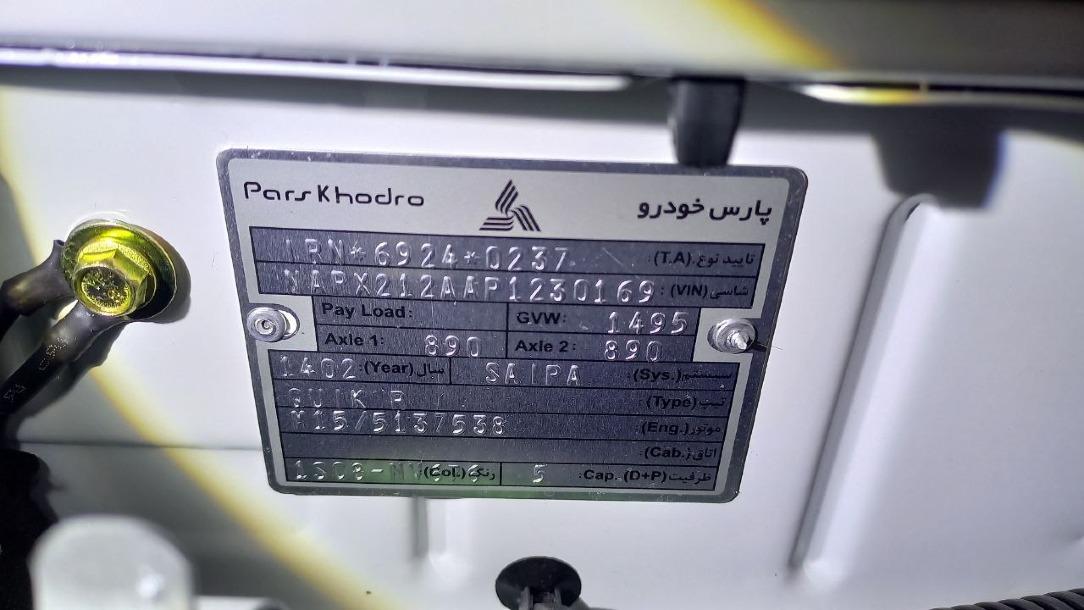 Pars Khodro پارس خودرو
IRN*6924*0237 تایید نوع (T.A.):
NAPX212AAP1230169 شاسی (VIN):
Pay Load: GVW: 1495
Axle 1: 890 Axle 2: 890
1402 سال (Year): SAIPA سیستم (Sys.):
QUIK R تیپ (Type):
M15/5137538 موتور (Eng.):
اتاق (Cab.):
رنگ (Col.): 5 ظرفیت Cap. (D+P):